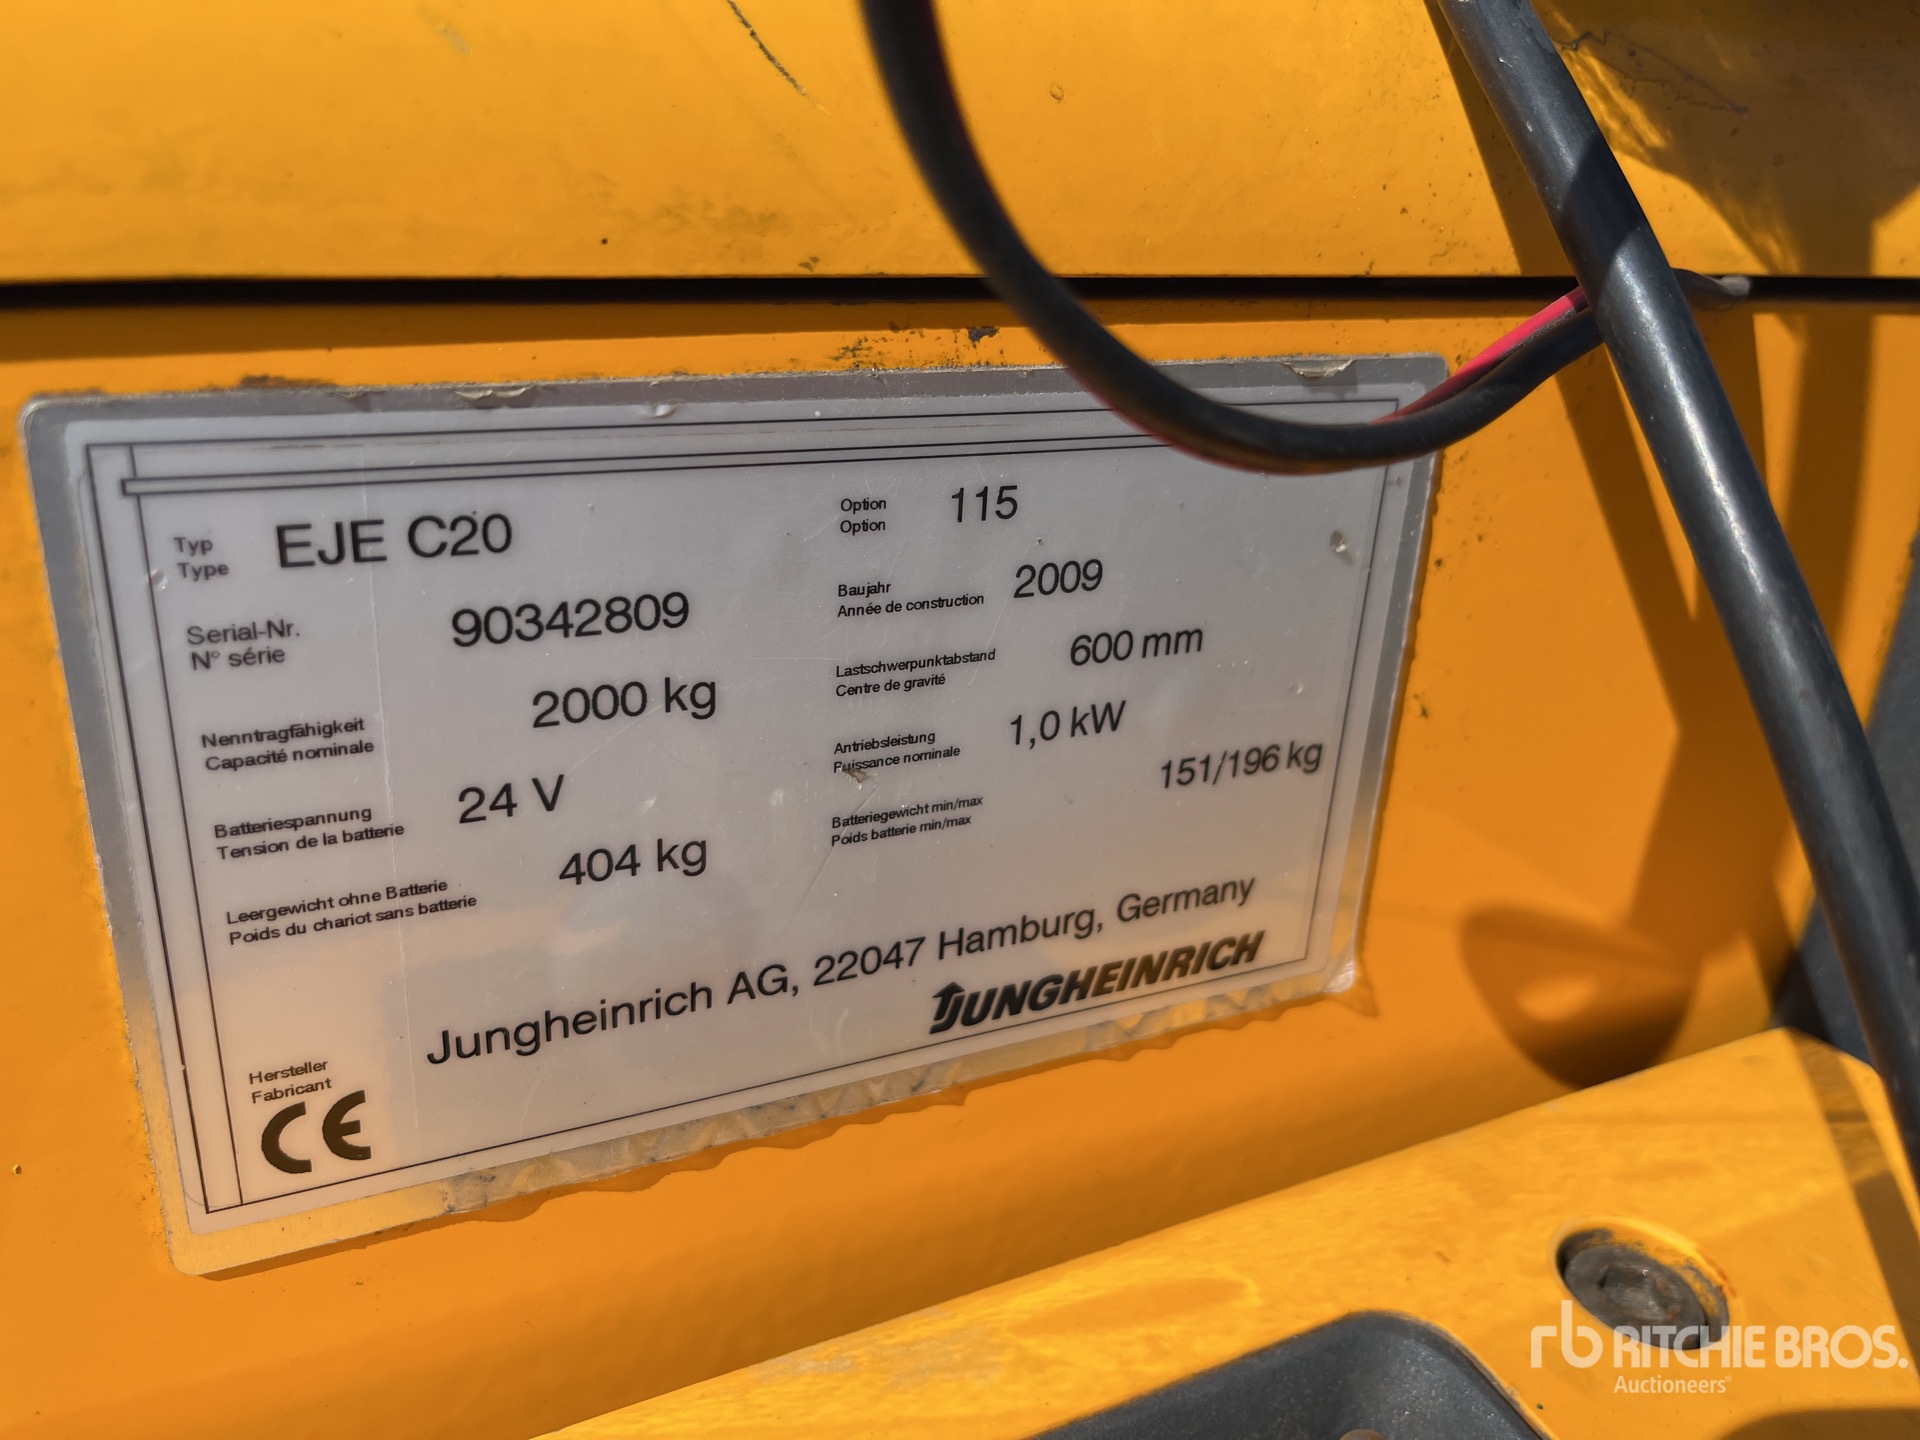 Typ
Type
EJE C20
Option
Option
115
Serial-Nr.
N° série
90342809
Baujahr
Année de construction
2009
Nenntragfähigkeit
Capacité nominale
2000 kg
Lastschwerpunktabstand
Centre de gravité
600 mm
Batteriespannung
Tension de la batterie
24 V
Antriebsleistung
Puissance nominale
1,0 kW
Leergewicht ohne Batterie
Poids du chariot sans batterie
404 kg
Batteriegewicht min/max
Poids batterie min/max
151/196 kg
Hersteller
Fabricant
Jungheinrich AG, 22047 Hamburg, Germany
JUNGHEINRICH
CE
rb RITCHIE BROS.
Auctioneers